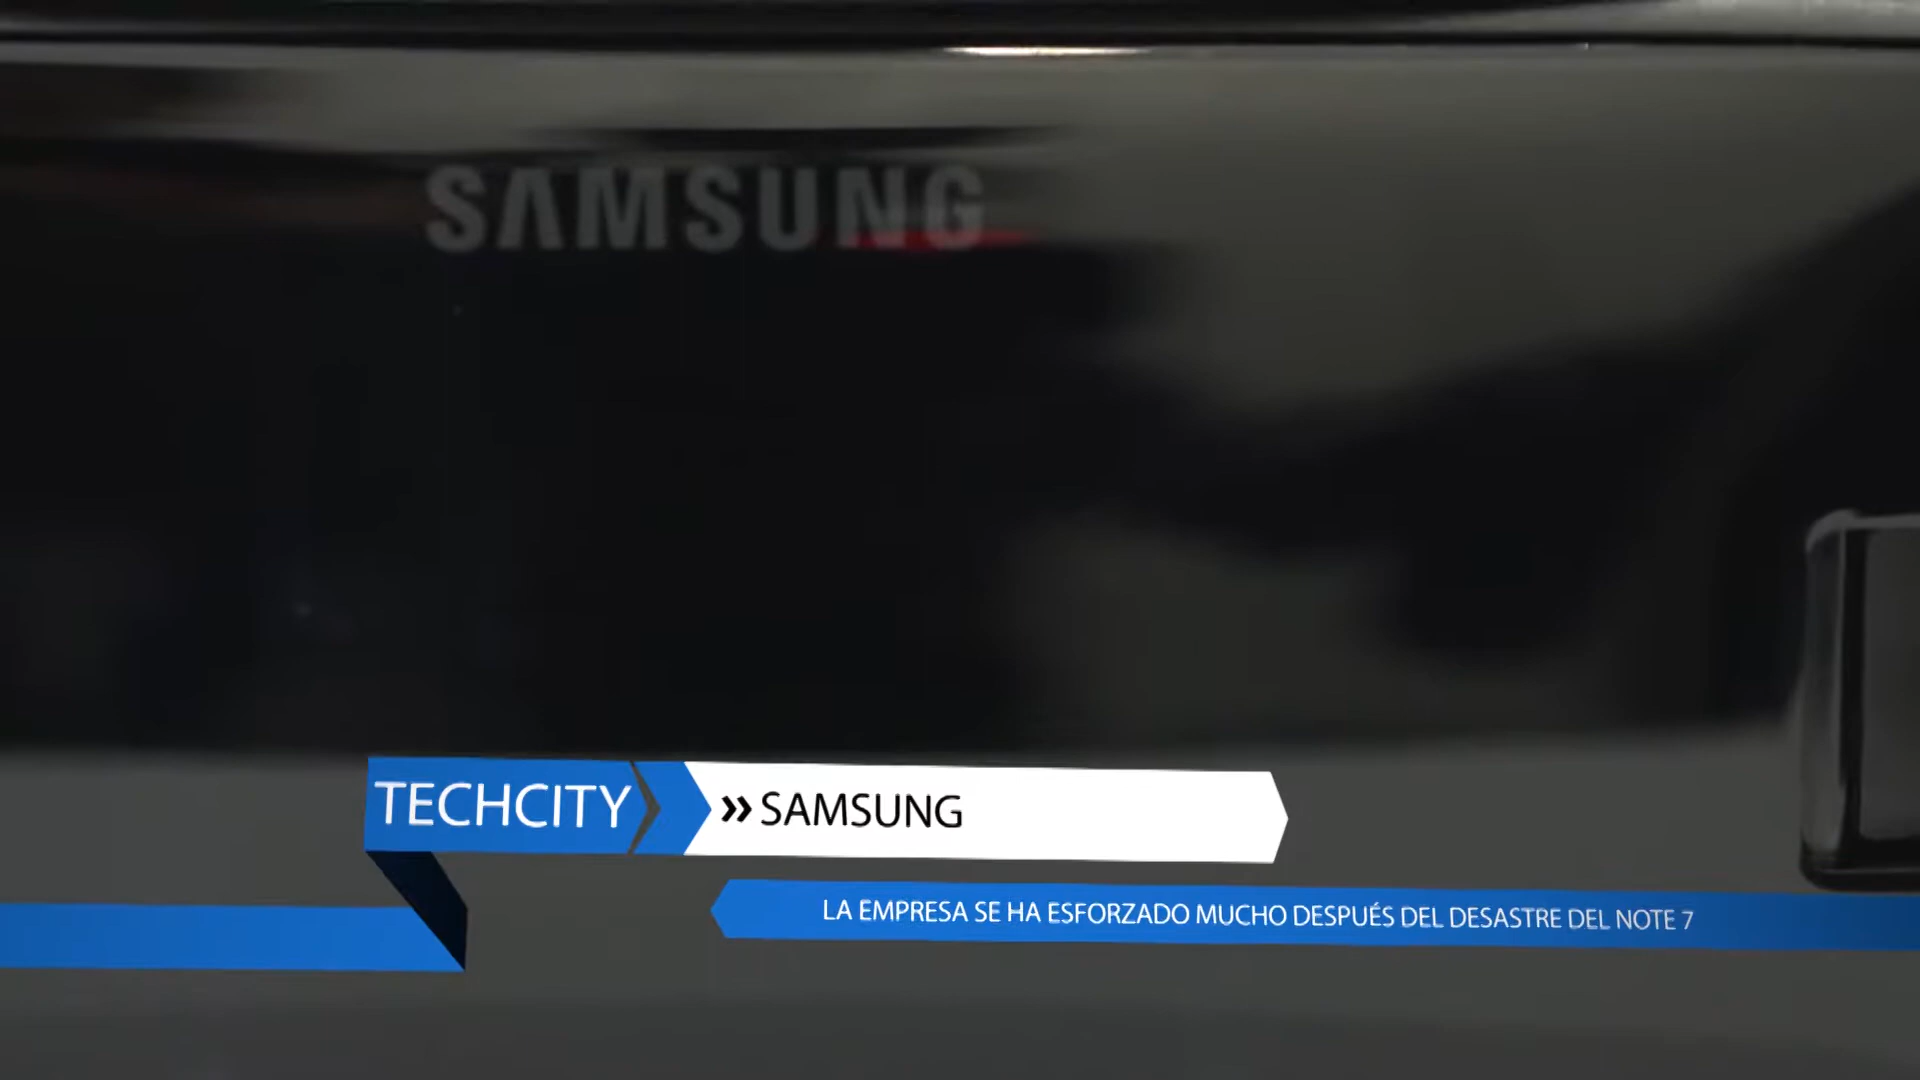 SAMSUNG
TECHCITY
» SAMSUNG
LA EMPRESA SE HA ESFORZADO MUCHO DESPUÉS DEL DESASTRE DEL NOTE 7